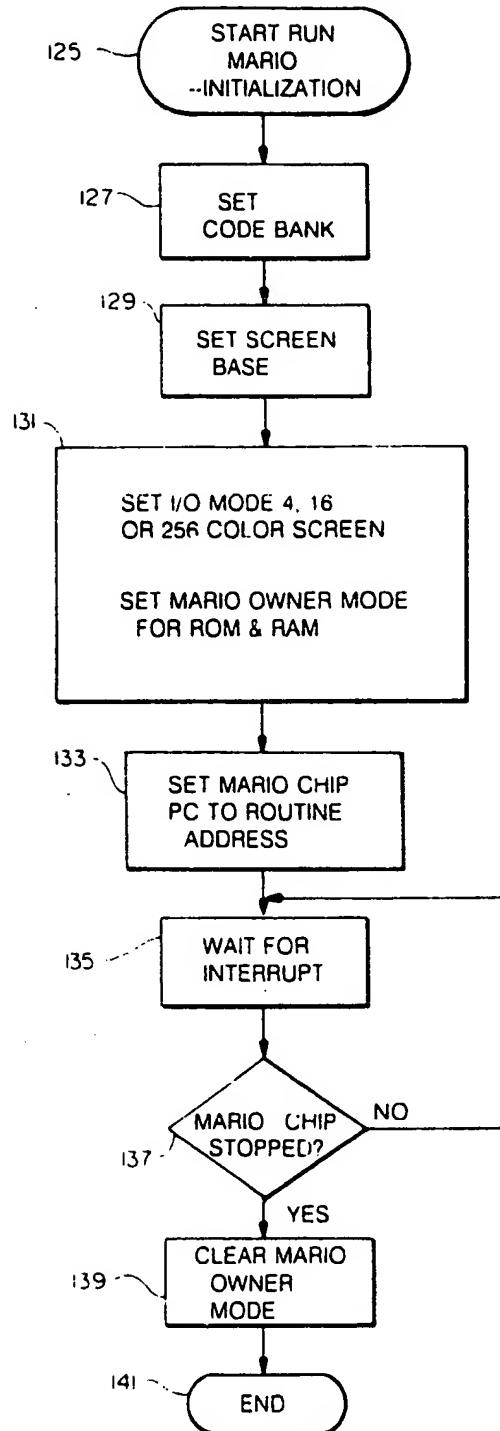 125
START RUN
MARIO
--INITIALIZATION
127
SET
CODE BANK
129
SET SCREEN
BASE
131
SET I/O MODE 4, 16
OR 256 COLOR SCREEN
SET MARIO OWNER MODE
FOR ROM & RAM
133
SET MARIO CHIP
PC TO ROUTINE
ADDRESS
135
WAIT FOR
INTERRUPT
137
MARIO CHIP
STOPPED?
NO
YES
139
CLEAR MARIO
OWNER
MODE
141
END